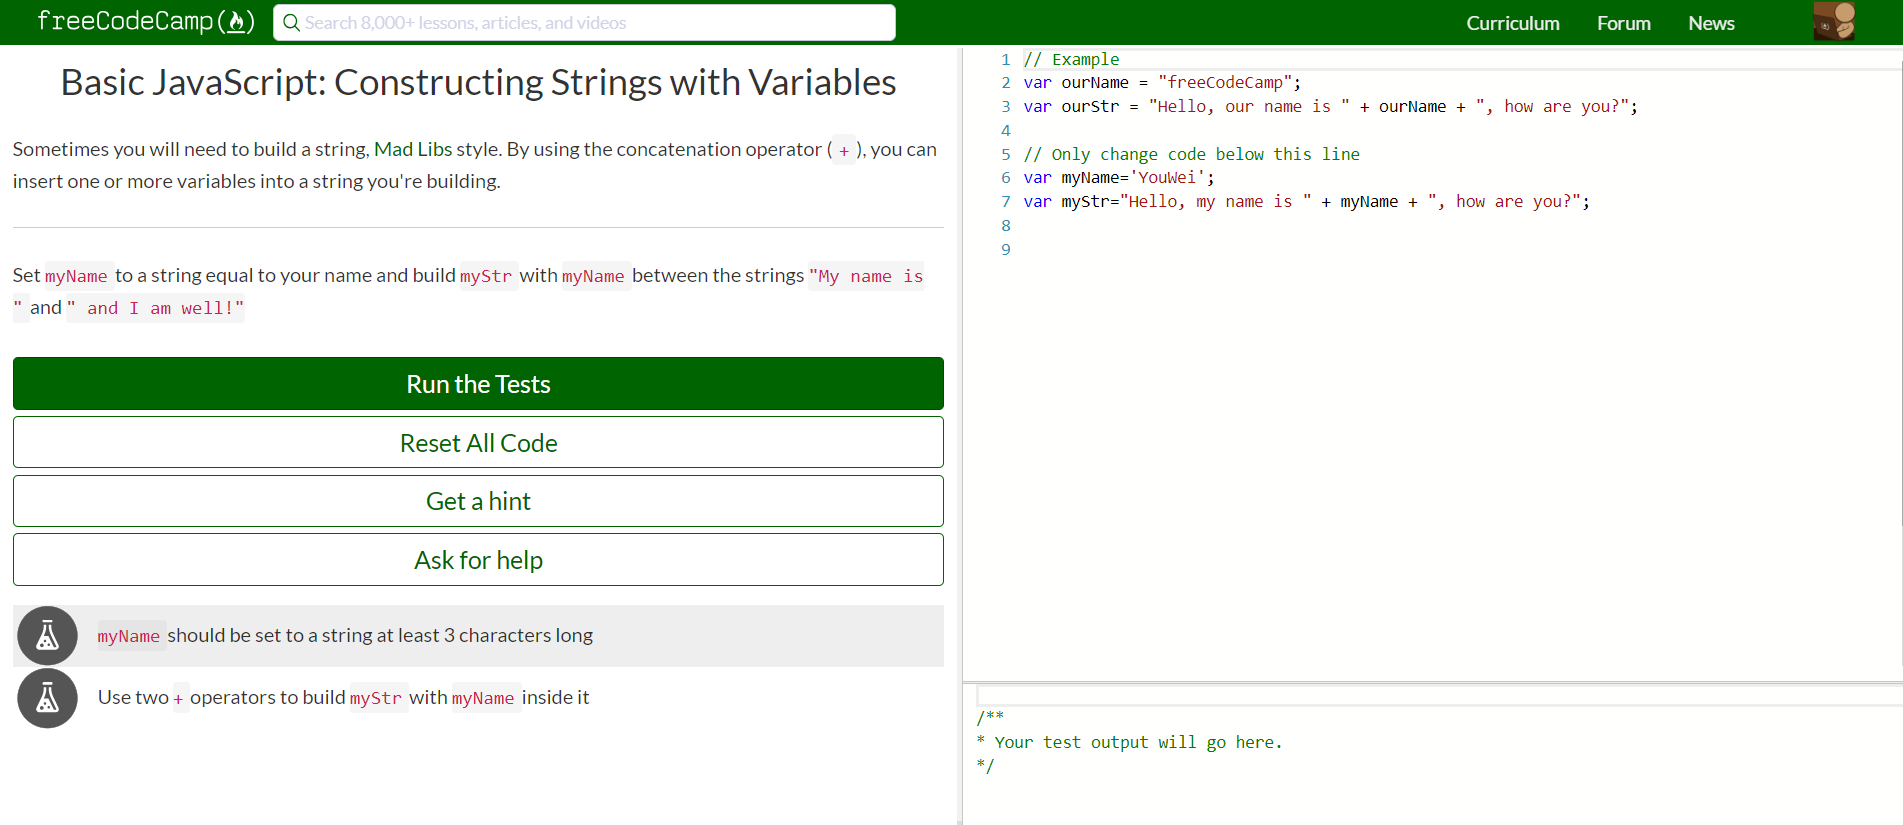 freeCodeCamp
Search 8,000+ lessons, articles, and videos
Curriculum Forum News
Basic JavaScript: Constructing Strings with Variables
Sometimes you will need to build a string, Mad Libs style. By using the concatenation operator ( + ), you can
insert one or more variables into a string you're building.
Set myName to a string equal to your name and build myStr with myName between the strings "My name is
" and " and I am well!"
Run the Tests
Reset All Code
Get a hint
Ask for help
myName should be set to a string at least 3 characters long
Use two + operators to build myStr with myName inside it
1 // Example
2 var ourName = "freeCodeCamp";
3 var ourStr = "Hello, our name is " + ourName + ", how are you?";
4
5 // Only change code below this line
6 var myName='YouWei';
7 var myStr="Hello, my name is " + myName + ", how are you?";
8
9
/**
* Your test output will go here.
*/